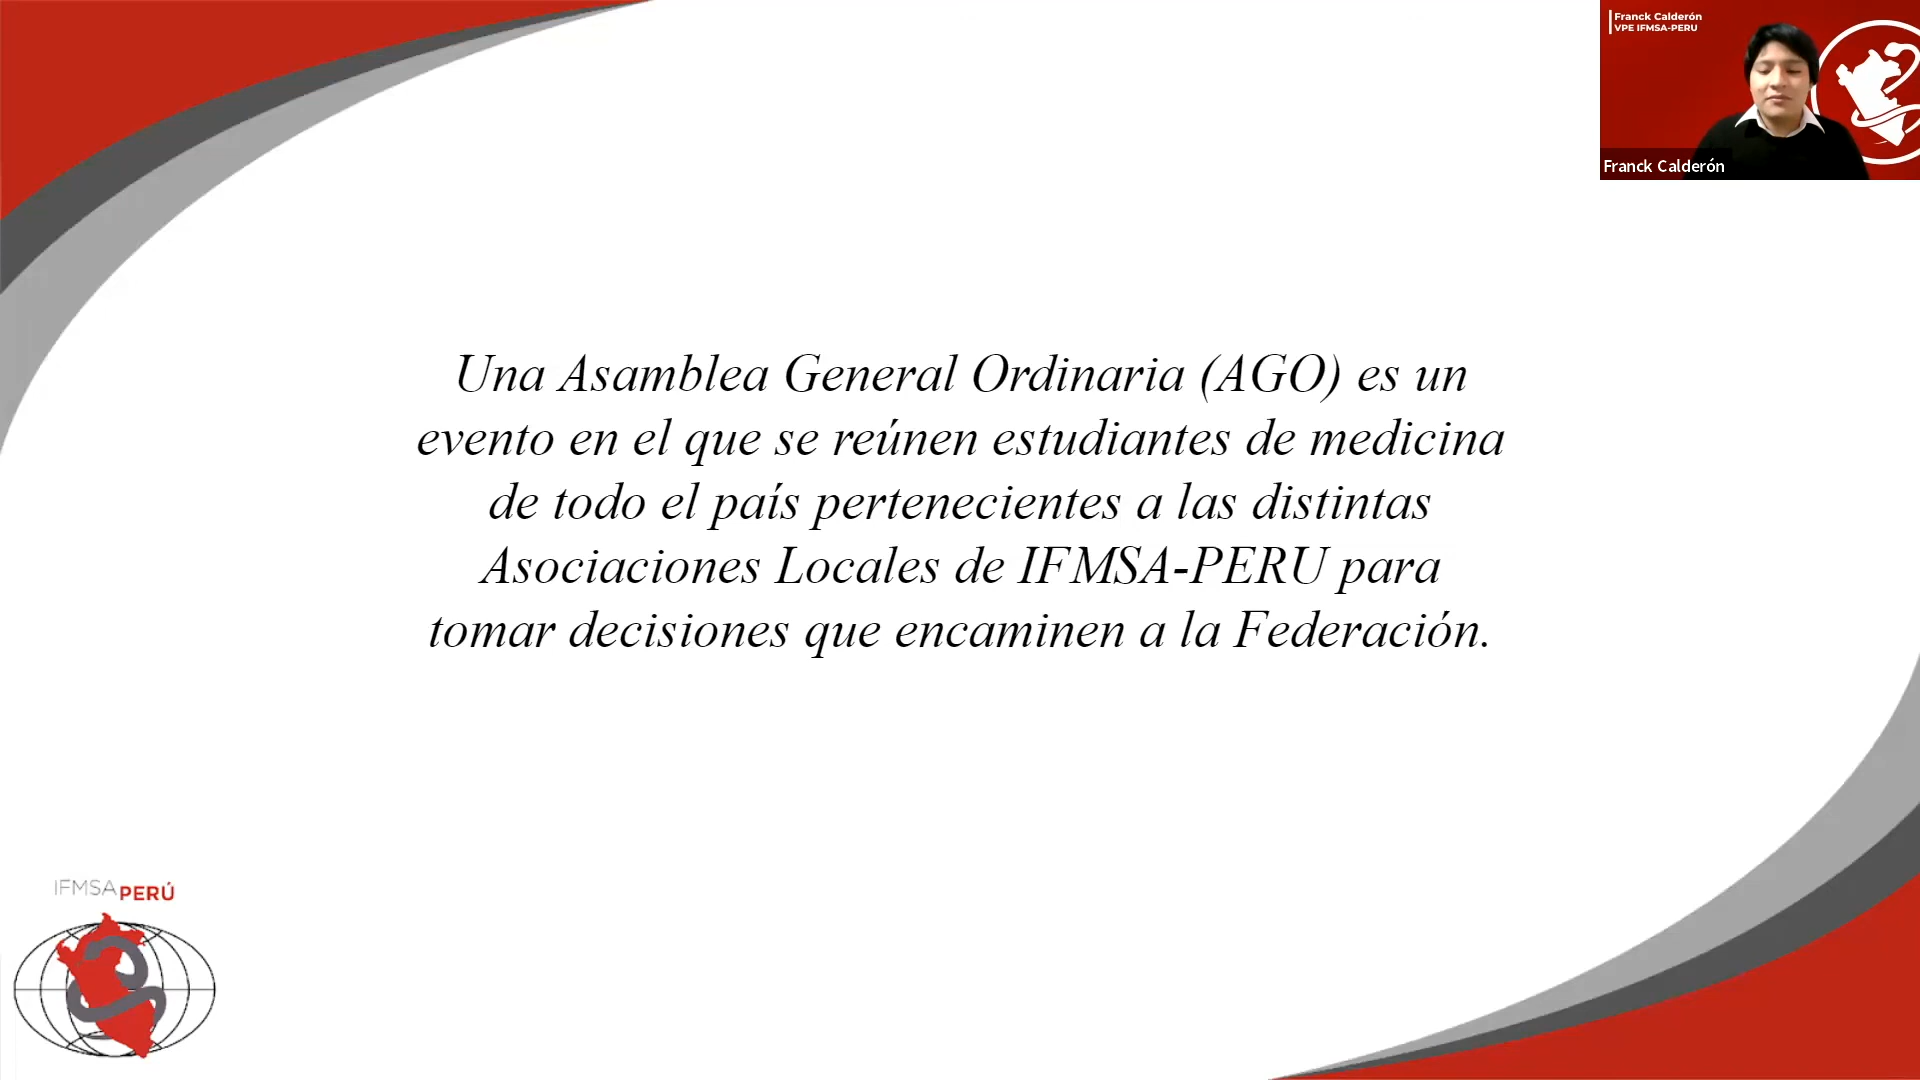 Franck Calderón
VPE IFMSA-PERU
Franck Calderón
Una Asamblea General Ordinaria (AGO) es un
evento en el que se reúnen estudiantes de medicina
de todo el país pertenecientes a las distintas
Asociaciones Locales de IFMSA-PERU para
tomar decisiones que encaminen a la Federación.
IFMSA PERÚ